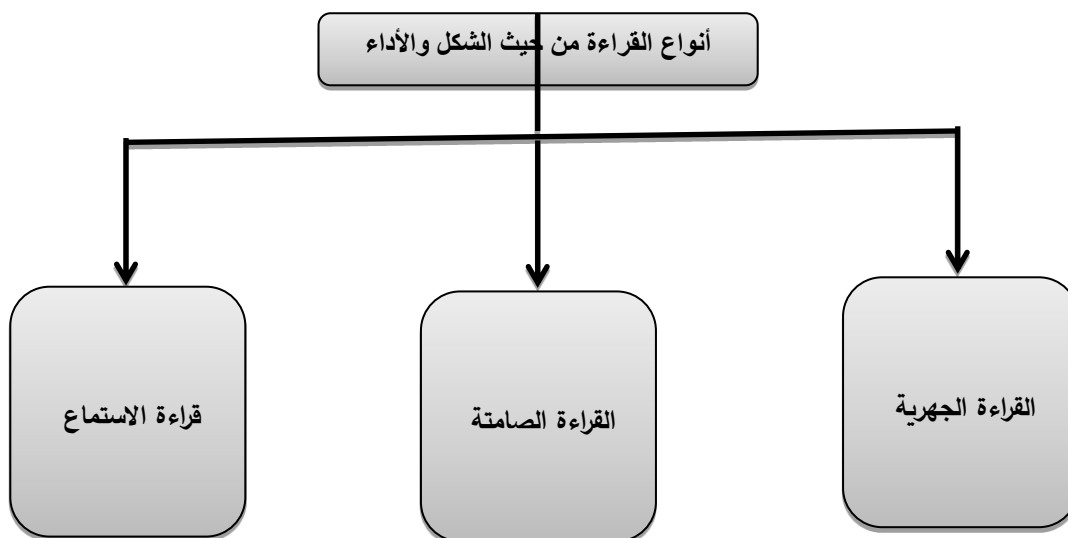 أنواع القراءة من حيث الشكل والأداء
القراءة الجهرية
القراءة الصامتة
قراءة الاستماع